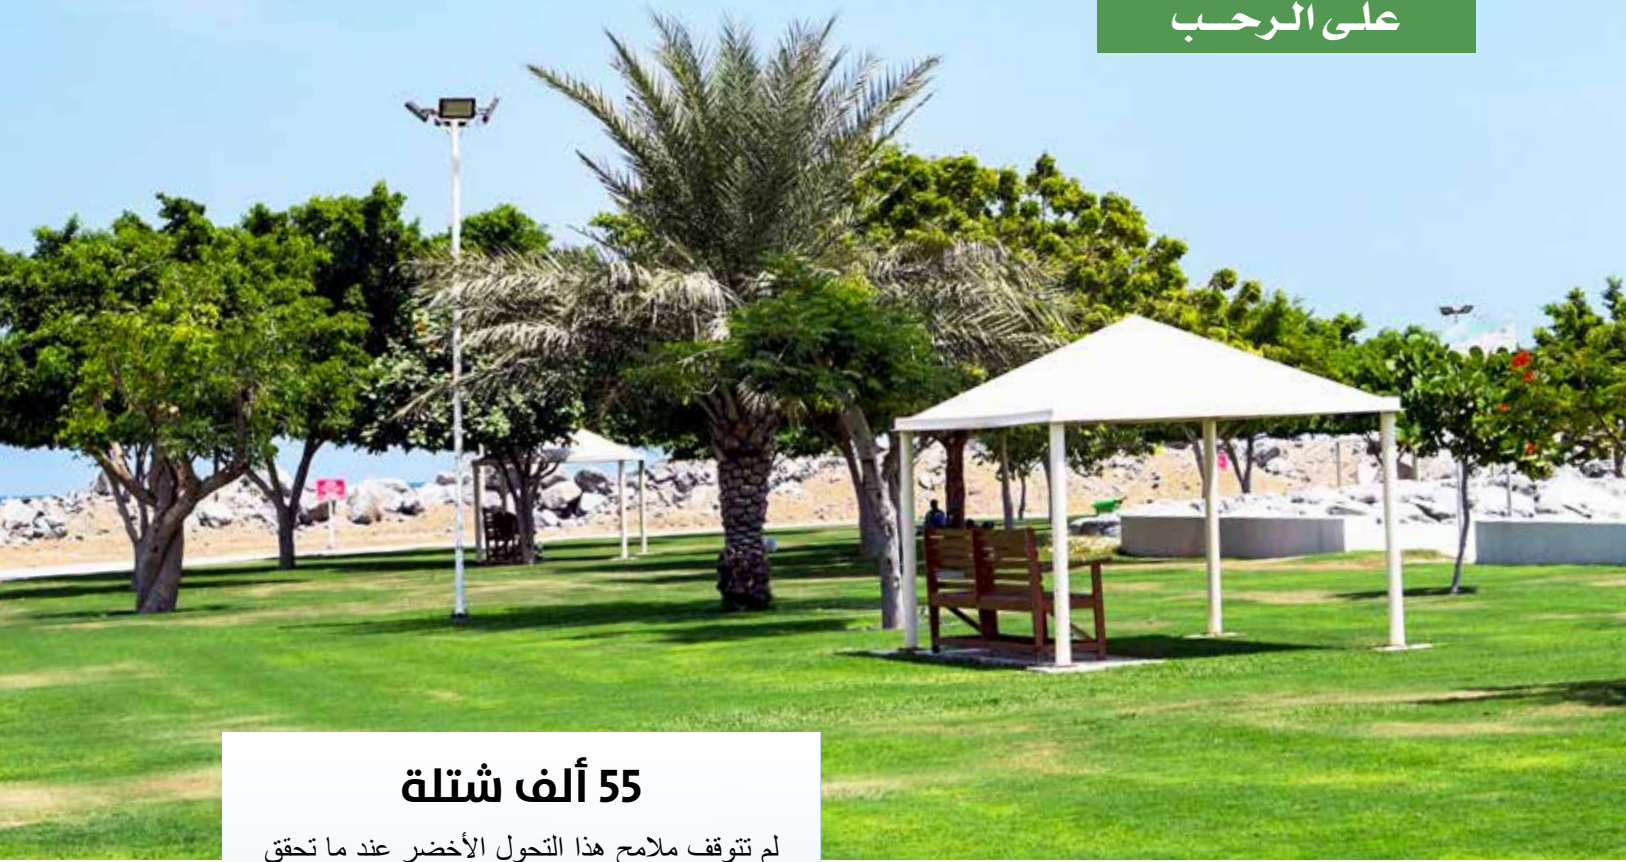 على الرحب
55 ألف شتلة
لم تتوقف ملامح هذا التحول الأخضر عند ما تحقق